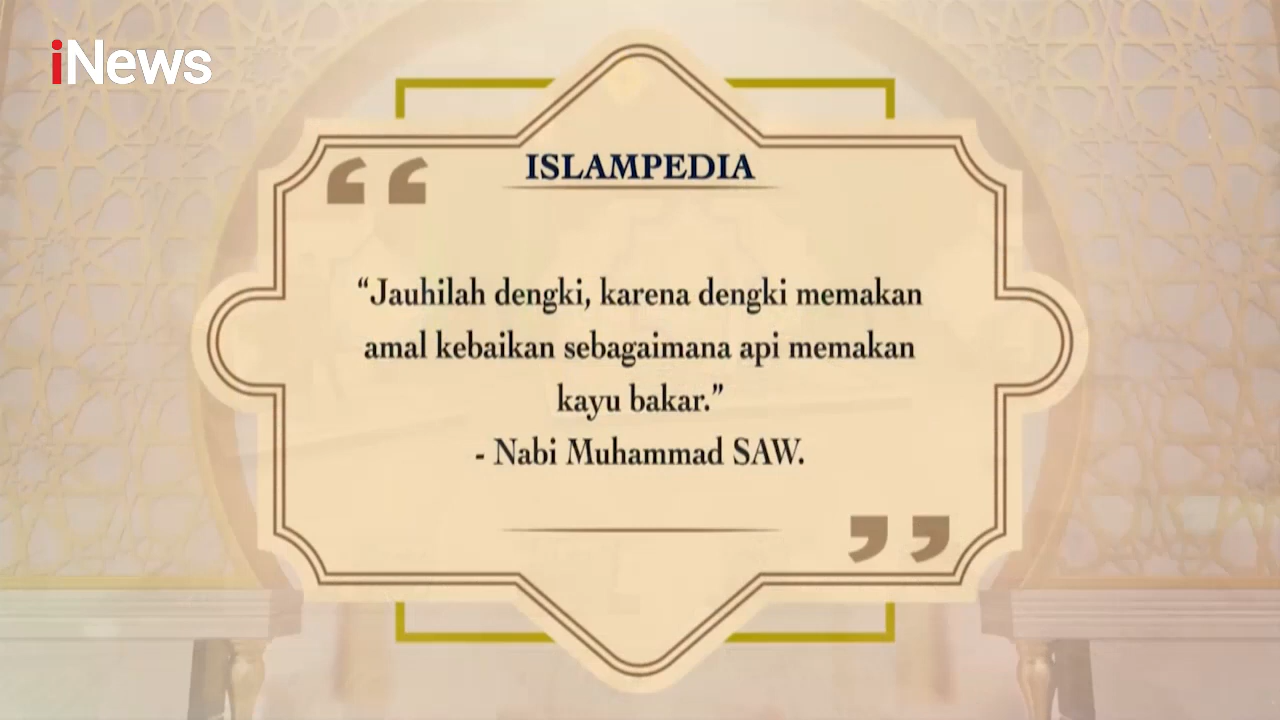 iNews
ISLAMPEDIA
“Jauhilah dengki, karena dengki memakan
amal kebaikan sebagaimana api memakan
kayu bakar.”
- Nabi Muhammad SAW.